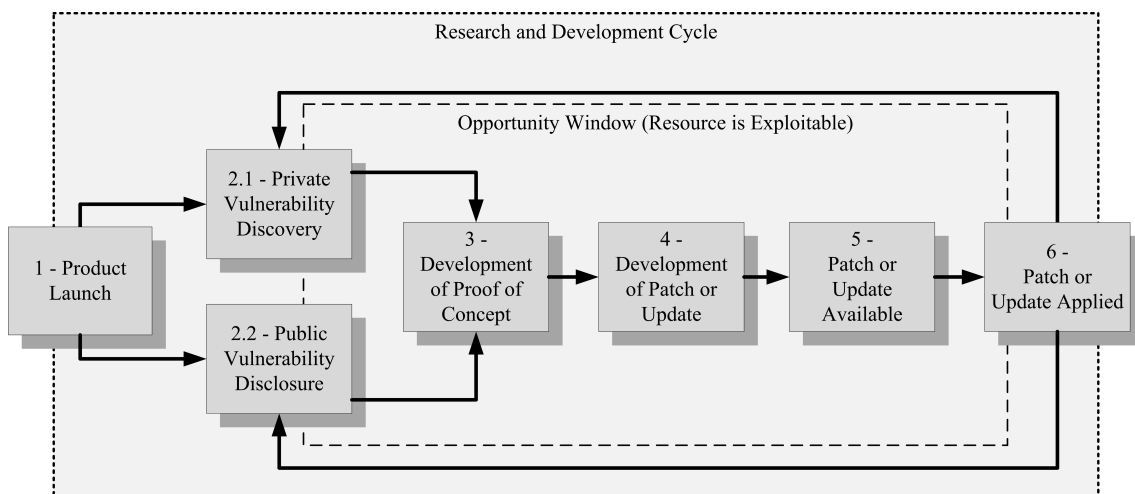 Research and Development Cycle
Opportunity Window (Resource is Exploitable)
1 - Product
Launch
2.1 - Private
Vulnerability
Discovery
2.2 - Public
Vulnerability
Disclosure
3 -
Development
of Proof of
Concept
4 -
Development
of Patch or
Update
5 -
Patch or
Update
Available
6 -
Patch or
Update Applied